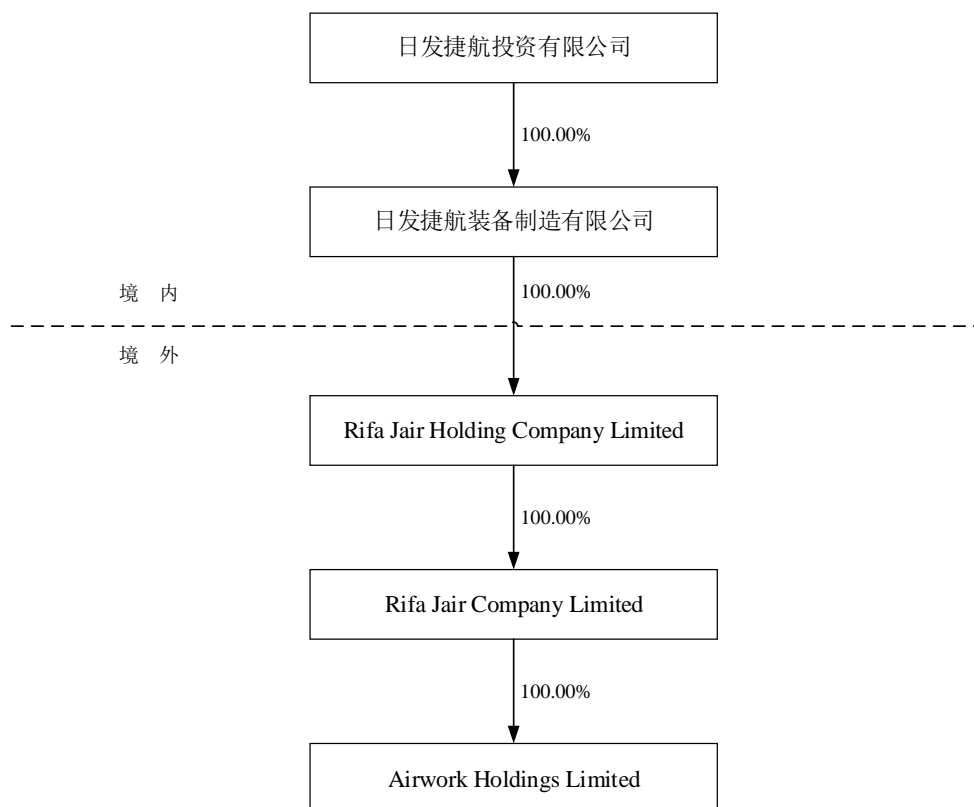 日发捷航投资有限公司
100.00%
日发捷航装备制造有限公司
100.00%
境 内
境 外
Rifa Jair Holding Company Limited
100.00%
Rifa Jair Company Limited
100.00%
Airwork Holdings Limited